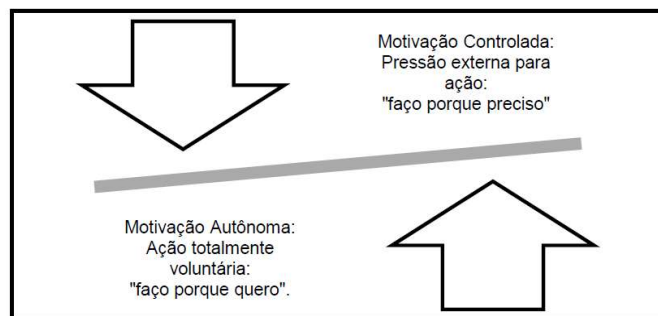 Motivação Controlada:
Pressão externa para
ação:
"faço porque preciso"
Motivação Autônoma:
Ação totalmente
voluntária:
"faço porque quero".